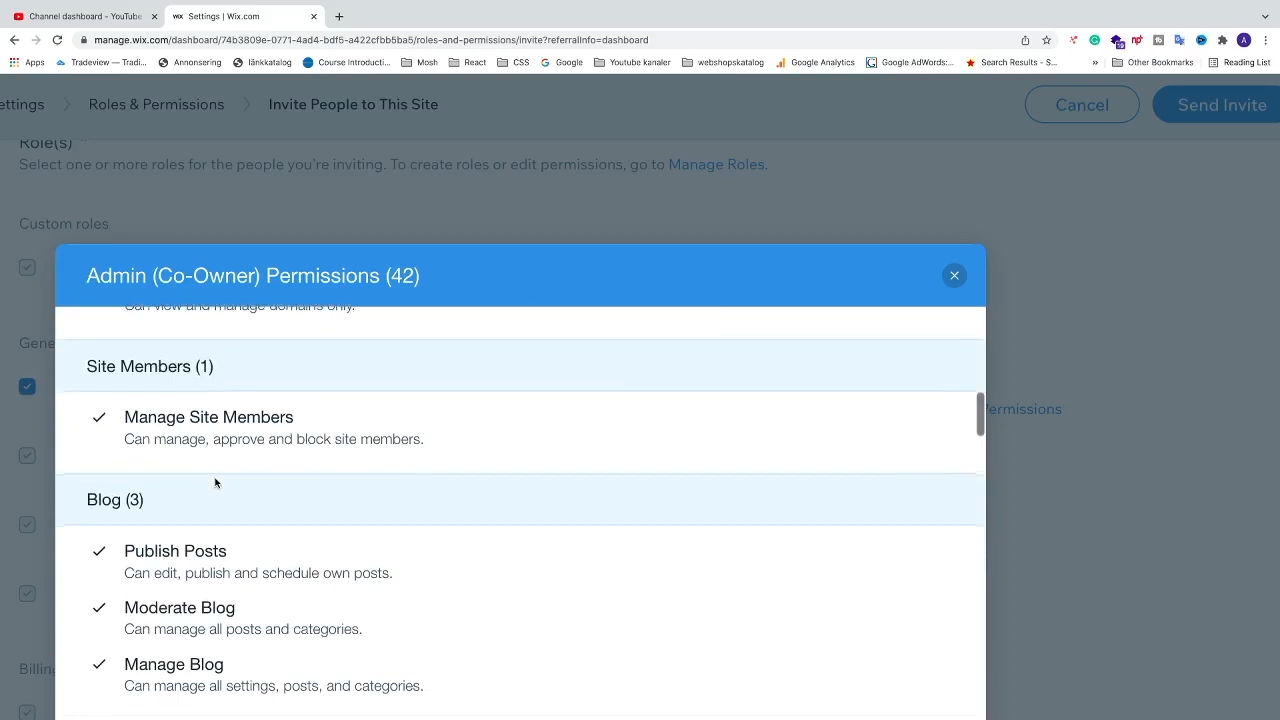 Channel dashboard - YouTube
WIX Settings | Wix.com
manage.wix.com/dashboard/74b3809e-0771-4ad4-bdf5-a422cfbb5ba5/roles-and-permissions/invite?referralInfo=dashboard
Apps Tradeview -- Tradi... Annonsering länkkatalog Course Introducti... Mosh React CSS Google Youtube kanaler webshopskatalog Google Analytics Google AdWords:... Search Results - S... » Other Bookmarks Reading List
ettings Roles & Permissions Invite People to This Site Cancel Send Invite
Role(s) *
Select one or more roles for the people you're inviting. To create roles or edit permissions, go to Manage Roles.
Custom roles
Admin (Co-Owner) Permissions (42)
Can view and manage domains only.
Gene
Site Members (1)
Permissions
Manage Site Members
Can manage, approve and block site members.
Blog (3)
Publish Posts
Can edit, publish and schedule own posts.
Moderate Blog
Can manage all posts and categories.
Billin
Manage Blog
Can manage all settings, posts, and categories.